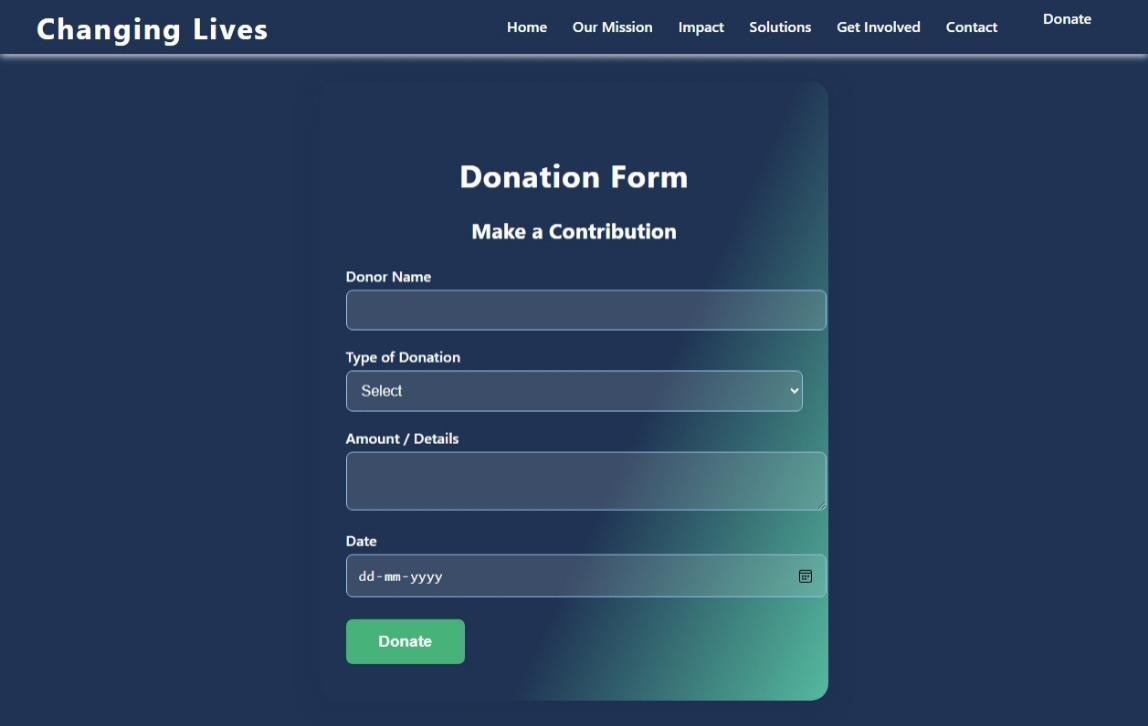 Changing Lives
Home Our Mission Impact Solutions Get Involved Contact Donate
Donation Form
Make a Contribution
Donor Name
Type of Donation
Select
Amount / Details
Date
dd-mm-yyyy
Donate